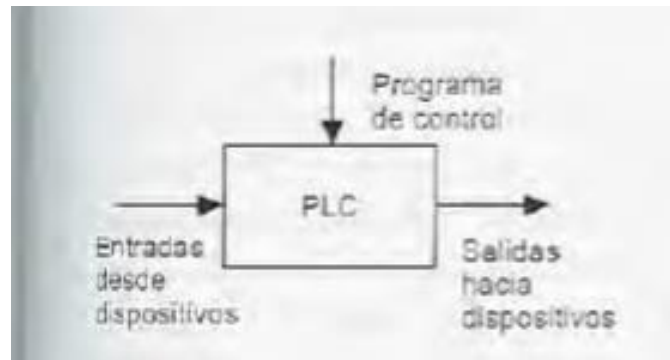 Programa
de control
PLC
Entradas
desde
dispositivos
Salidas
hacia
dispositivos